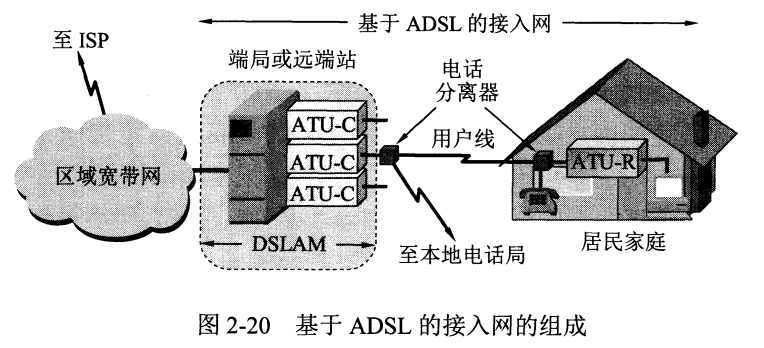 基于 ADSL 的接入网
至 ISP
端局或远端站
电话
分离器
用户线
ATU-C
ATU-C
ATU-C
ATU-R
区域宽带网
DSLAM
至本地电话局
居民家庭
图 2-20 基于 ADSL 的接入网的组成